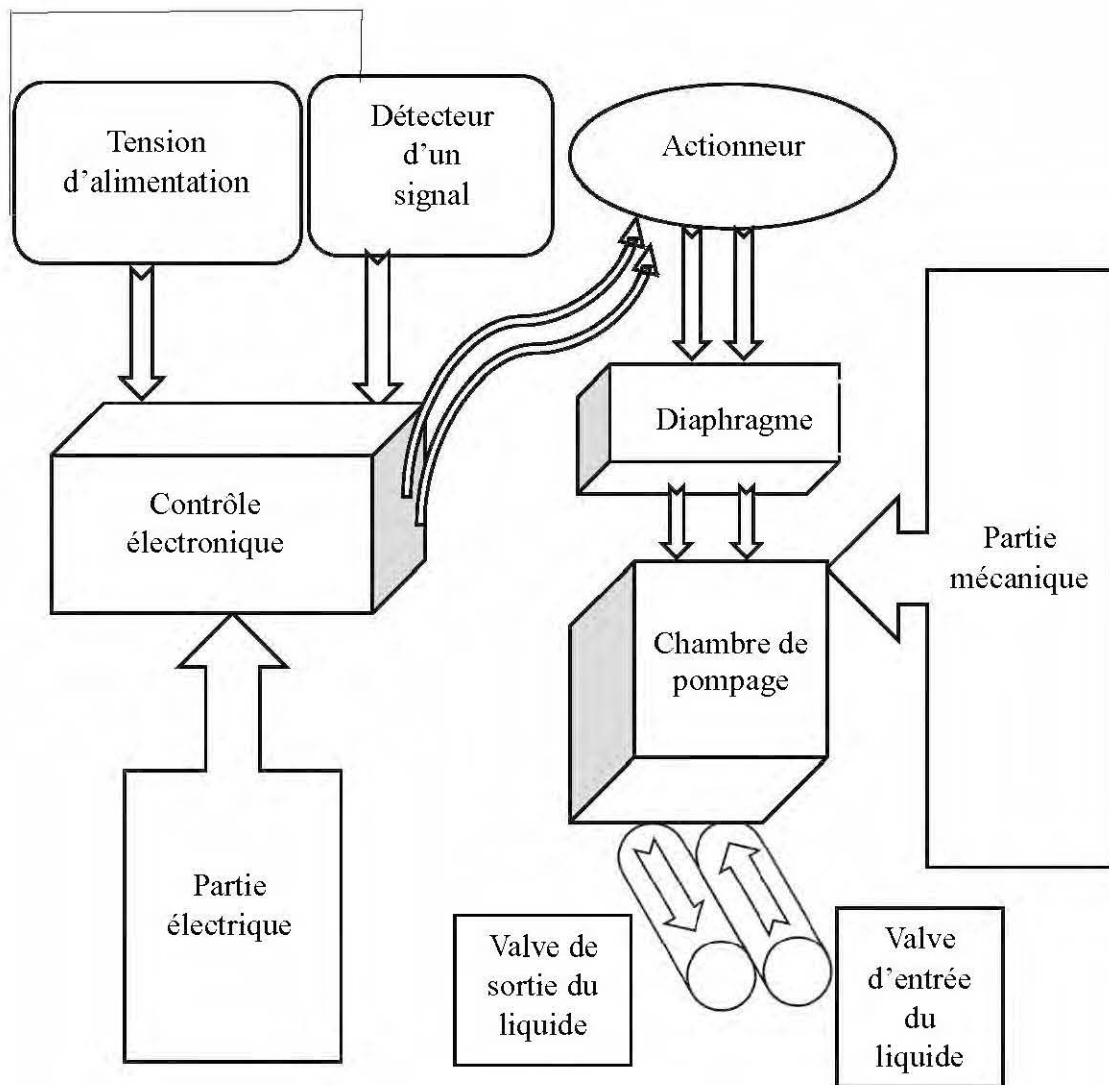 Tension
d’alimentation
Détecteur
d’un
signal
Actionneur
Diaphragme
Contrôle
électronique
Partie
mécanique
Chambre de
pompage
Partie
électrique
Valve de
sortie du
liquide
Valve
d’entrée
du
liquide